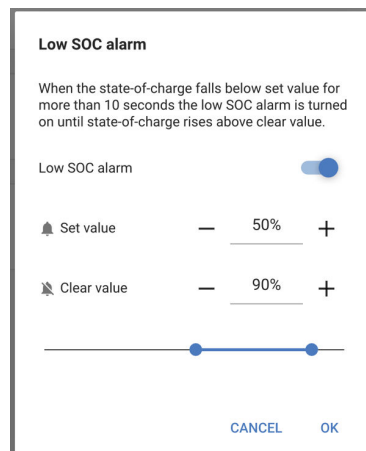 Low SOC alarm
When the state-of-charge falls below set value for
more than 10 seconds the low SOC alarm is turned
on until state-of-charge rises above clear value.
Low SOC alarm
Set value − 50% +
Clear value − 90% +
CANCEL OK